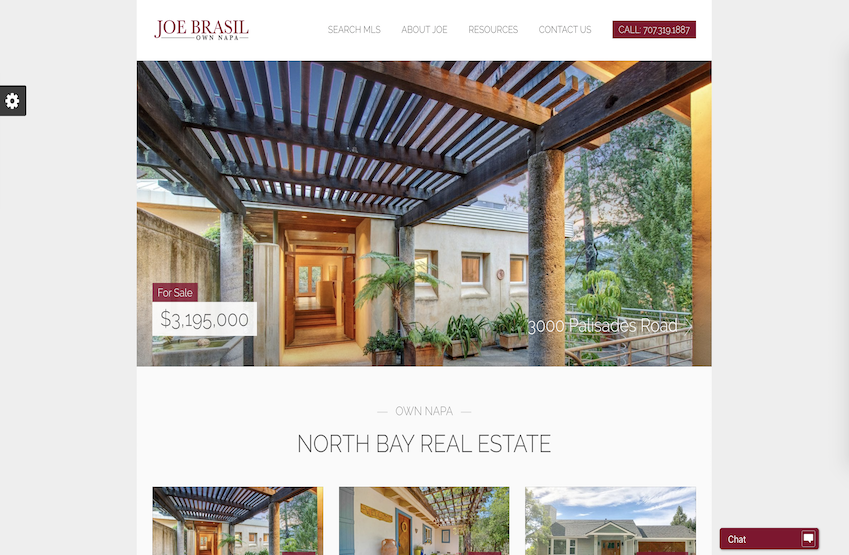 JOE BRASIL
OWN NAPA
SEARCH MLS
ABOUT JOE
RESOURCES
CONTACT US
CALL: 707.319.1887
For Sale
$3,195,000
3000 Palisades Road
OWN NAPA
NORTH BAY REAL ESTATE
Chat